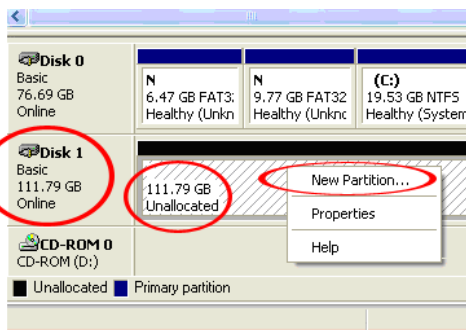 Disk 0
Basic
76.69 GB
Online
N
6.47 GB FAT3:
Healthy (Unkn
N
9.77 GB FAT32
Healthy (Unknc
(C:)
19.53 GB NTFS
Healthy (System
Disk 1
Basic
111.79 GB
Online
111.79 GB
Unallocated
New Partition...
Properties
Help
CD-ROM 0
CD-ROM (D:)
Unallocated Primary partition